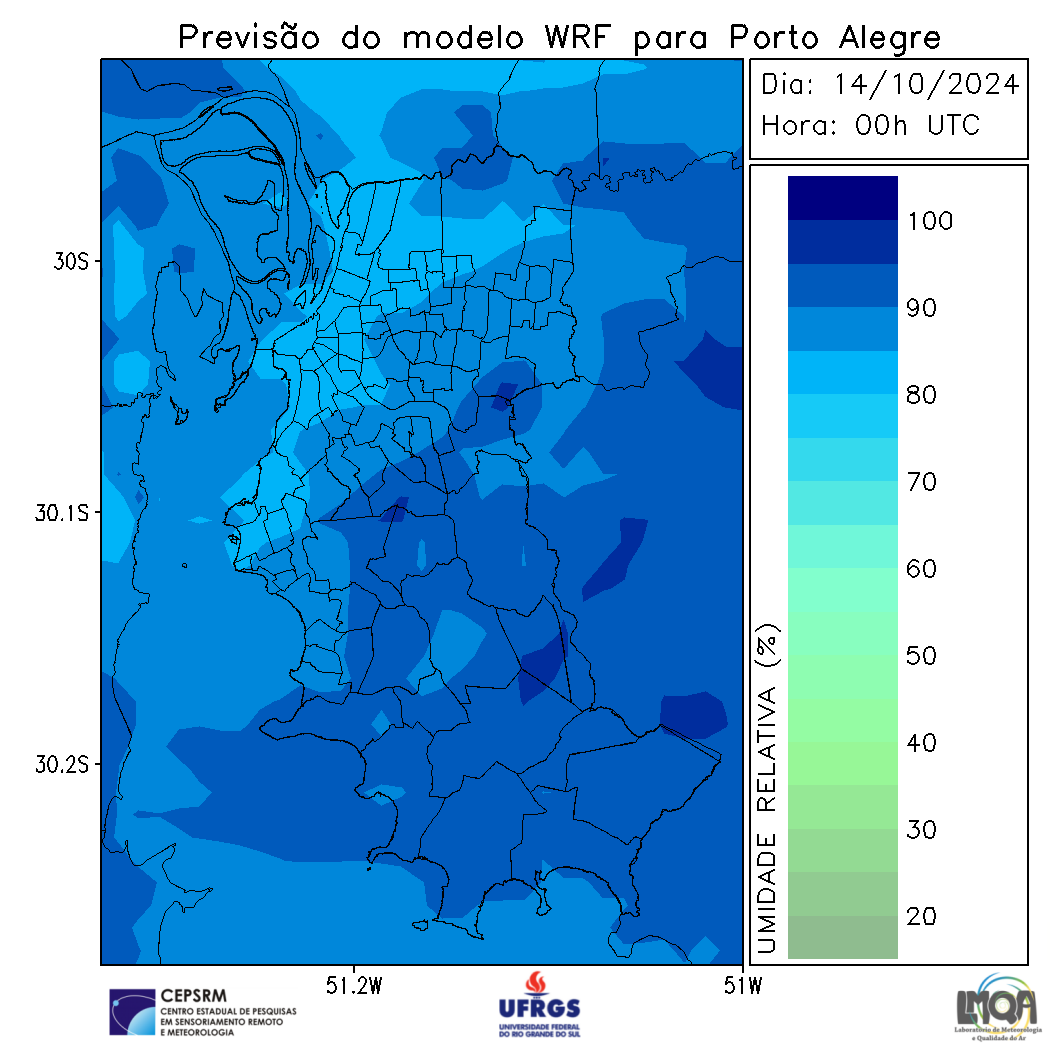 Previsão do modelo WRF para Porto Alegre
Dia: 14/10/2024
Hora: 00h UTC
100
90
80
70
60
50
40
30
20
UMIDADE RELATIVA (%)
30S
30.1S
30.2S
51.2W
51W
CEPSRM
CENTRO ESTADUAL DE PESQUISAS
EM SENSORIAMENTO REMOTO
E METEOROLOGIA
UFRGS
UNIVERSIDADE FEDERAL
DO RIO GRANDE DO SUL
LMQA
Laboratório de Meteorologia
e Qualidade do Ar